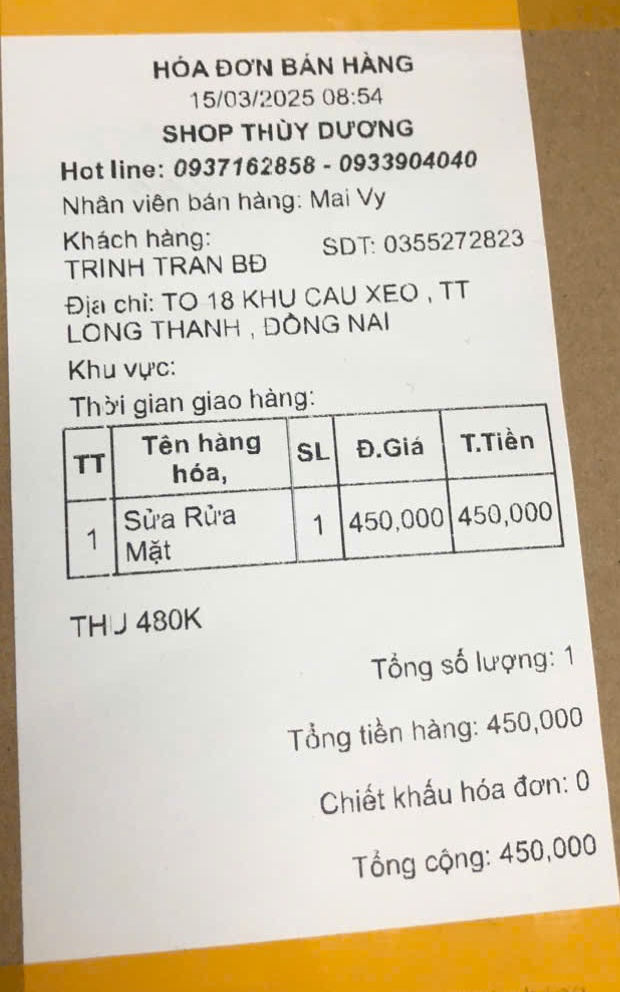 HÓA ĐƠN BÁN HÀNG
15/03/2025 08:54
SHOP THÙY DƯƠNG
Hot line: 0937162858 - 0933904040
Nhân viên bán hàng: Mai Vy
Khách hàng: SDT: 0355272823
TRINH TRAN BĐ
Địa chỉ: TO 18 KHU CAU XEO , TT
LONG THANH , ĐỒNG NAI
Khu vực:
Thời gian giao hàng:
TT Tên hàng hóa, SL Đ.Giá T.Tiền
1 Sửa Rửa Mặt 1 450,000 450,000
THU 480K
Tổng số lượng: 1
Tổng tiền hàng: 450,000
Chiết khấu hóa đơn: 0
Tổng cộng: 450,000